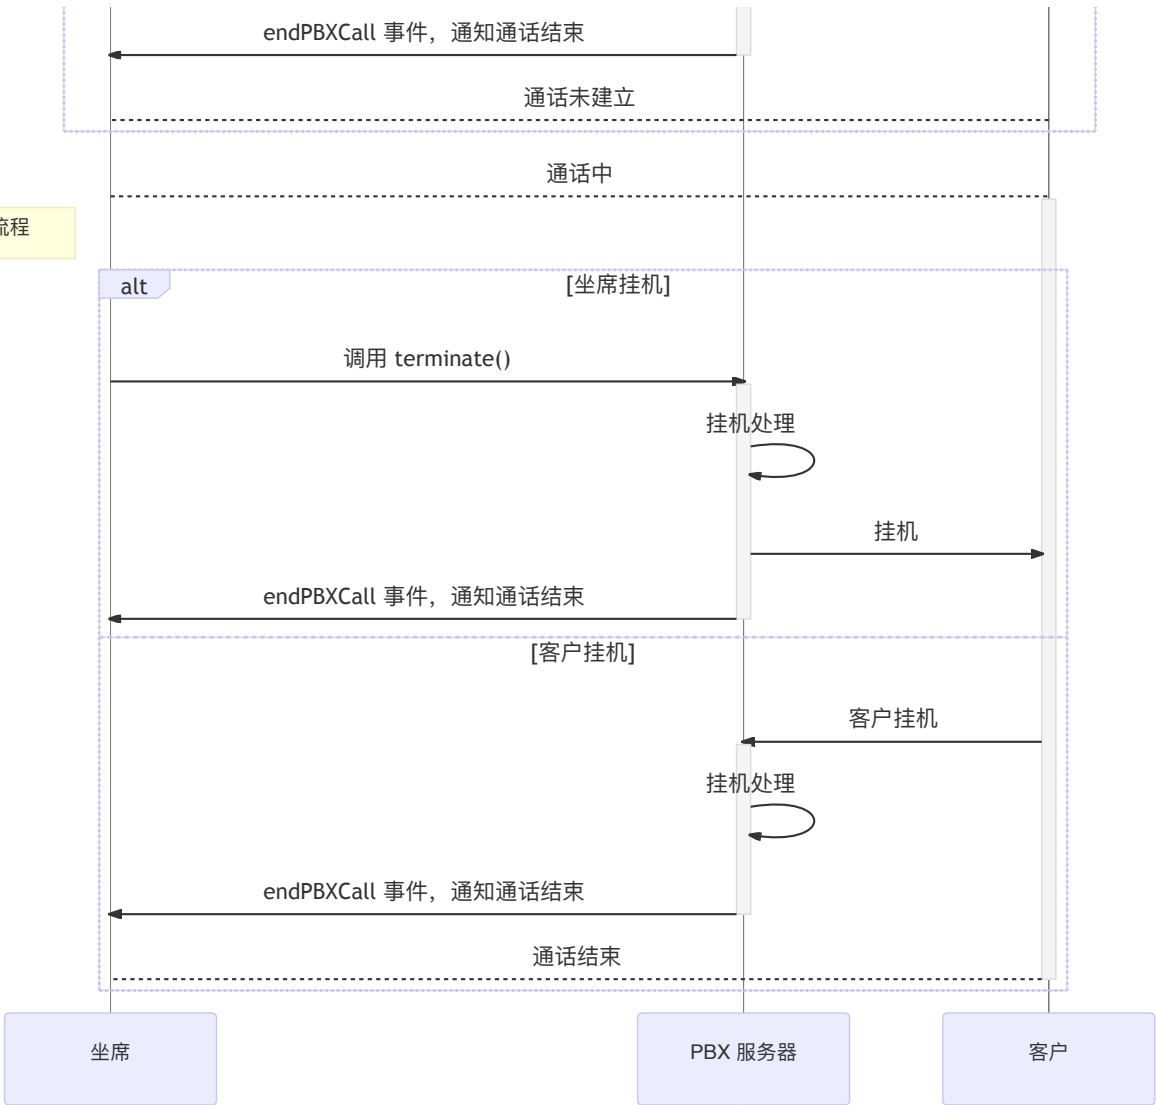 endPBXCall 事件，通知通话结束
通话未建立
通话中
流程
alt
[坐席挂机]
调用 terminate()
挂机处理
挂机
endPBXCall 事件，通知通话结束
[客户挂机]
客户挂机
挂机处理
endPBXCall 事件，通知通话结束
通话结束
坐席
PBX 服务器
客户